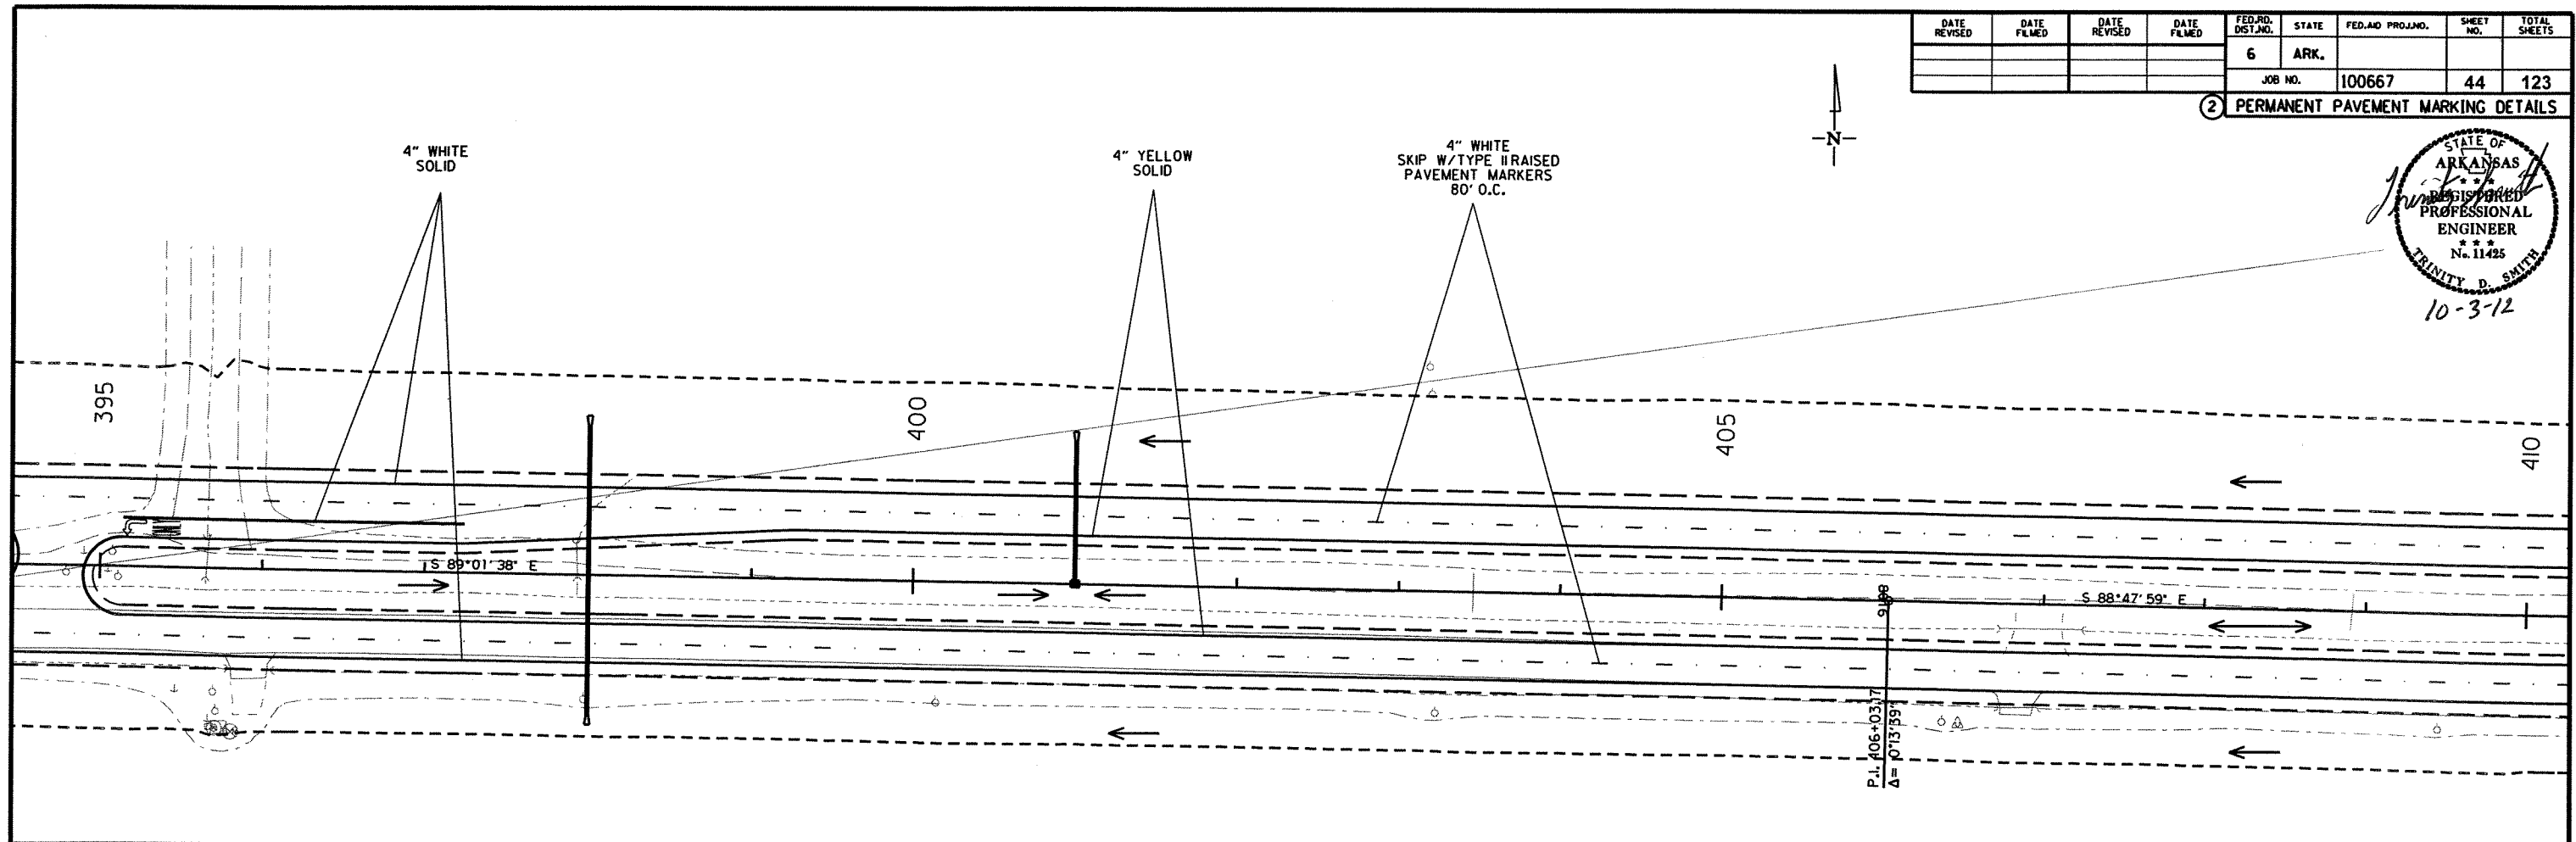 DATE REVISED
DATE FILMED
DATE REVISED
DATE FILMED
FED.RD. DIST.NO.
STATE
FED.AID PROJ.NO.
SHEET NO.
TOTAL SHEETS
6
ARK.
JOB NO.
100667
44
123
2 PERMANENT PAVEMENT MARKING DETAILS
STATE OF
ARKANSAS
REGISTERED
PROFESSIONAL
ENGINEER
No. 11425
TRINITY D. SMITH
10-3-12
N
4" WHITE
SOLID
4" YELLOW
SOLID
4" WHITE
SKIP W/TYPE II RAISED
PAVEMENT MARKERS
80' O.C.
395
400
405
410
S 89°01'38" E
S 88°47'59" E
P.I. 406+03.17
Δ= 0°13'39"